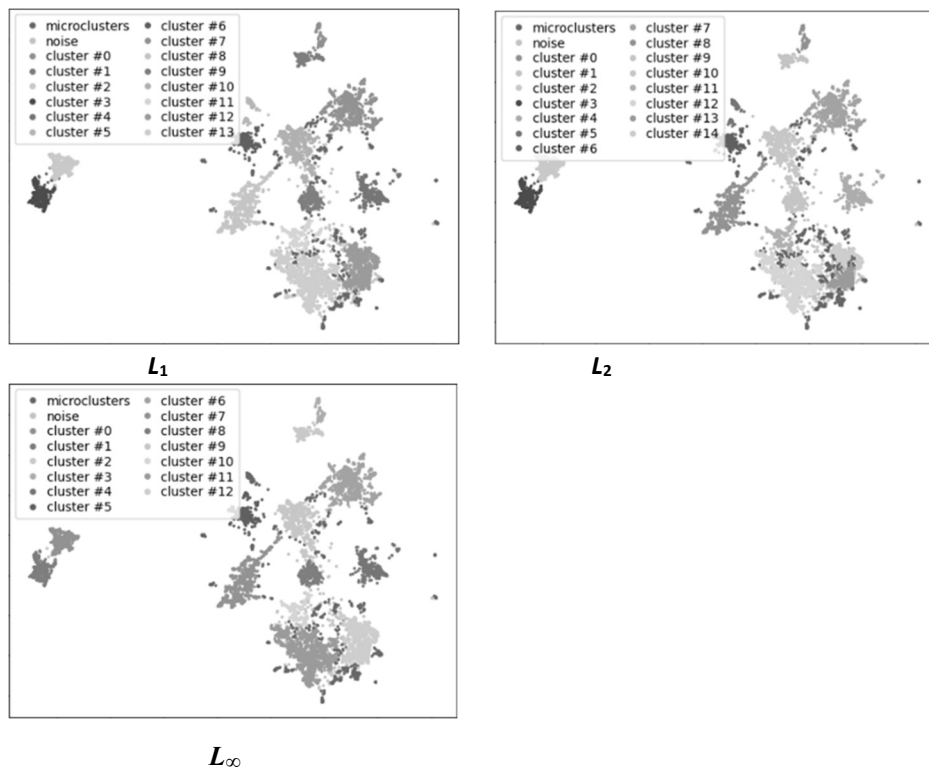 microclusters
noise
cluster #0
cluster #1
cluster #2
cluster #3
cluster #4
cluster #5
cluster #6
cluster #7
cluster #8
cluster #9
cluster #10
cluster #11
cluster #12
cluster #13
L1
microclusters
noise
cluster #0
cluster #1
cluster #2
cluster #3
cluster #4
cluster #5
cluster #6
cluster #7
cluster #8
cluster #9
cluster #10
cluster #11
cluster #12
cluster #13
cluster #14
L2
microclusters
noise
cluster #0
cluster #1
cluster #2
cluster #3
cluster #4
cluster #5
cluster #6
cluster #7
cluster #8
cluster #9
cluster #10
cluster #11
cluster #12
L∞